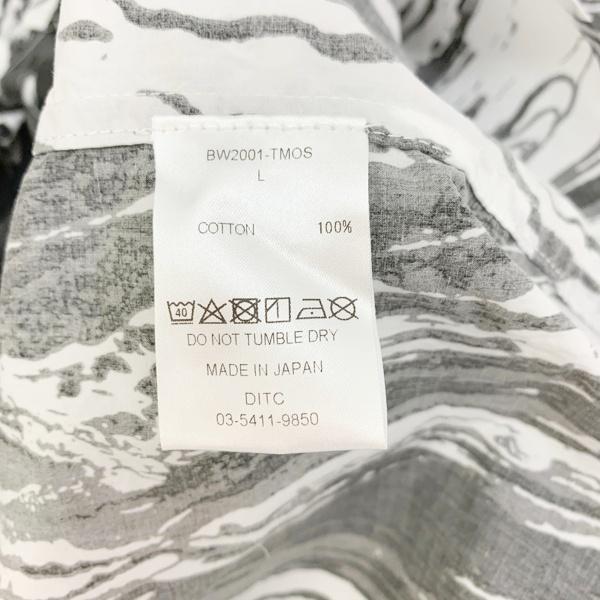 BW2001-TMOS
L
COTTON 100%
40
DO NOT TUMBLE DRY
MADE IN JAPAN
DITC
03-5411-9850